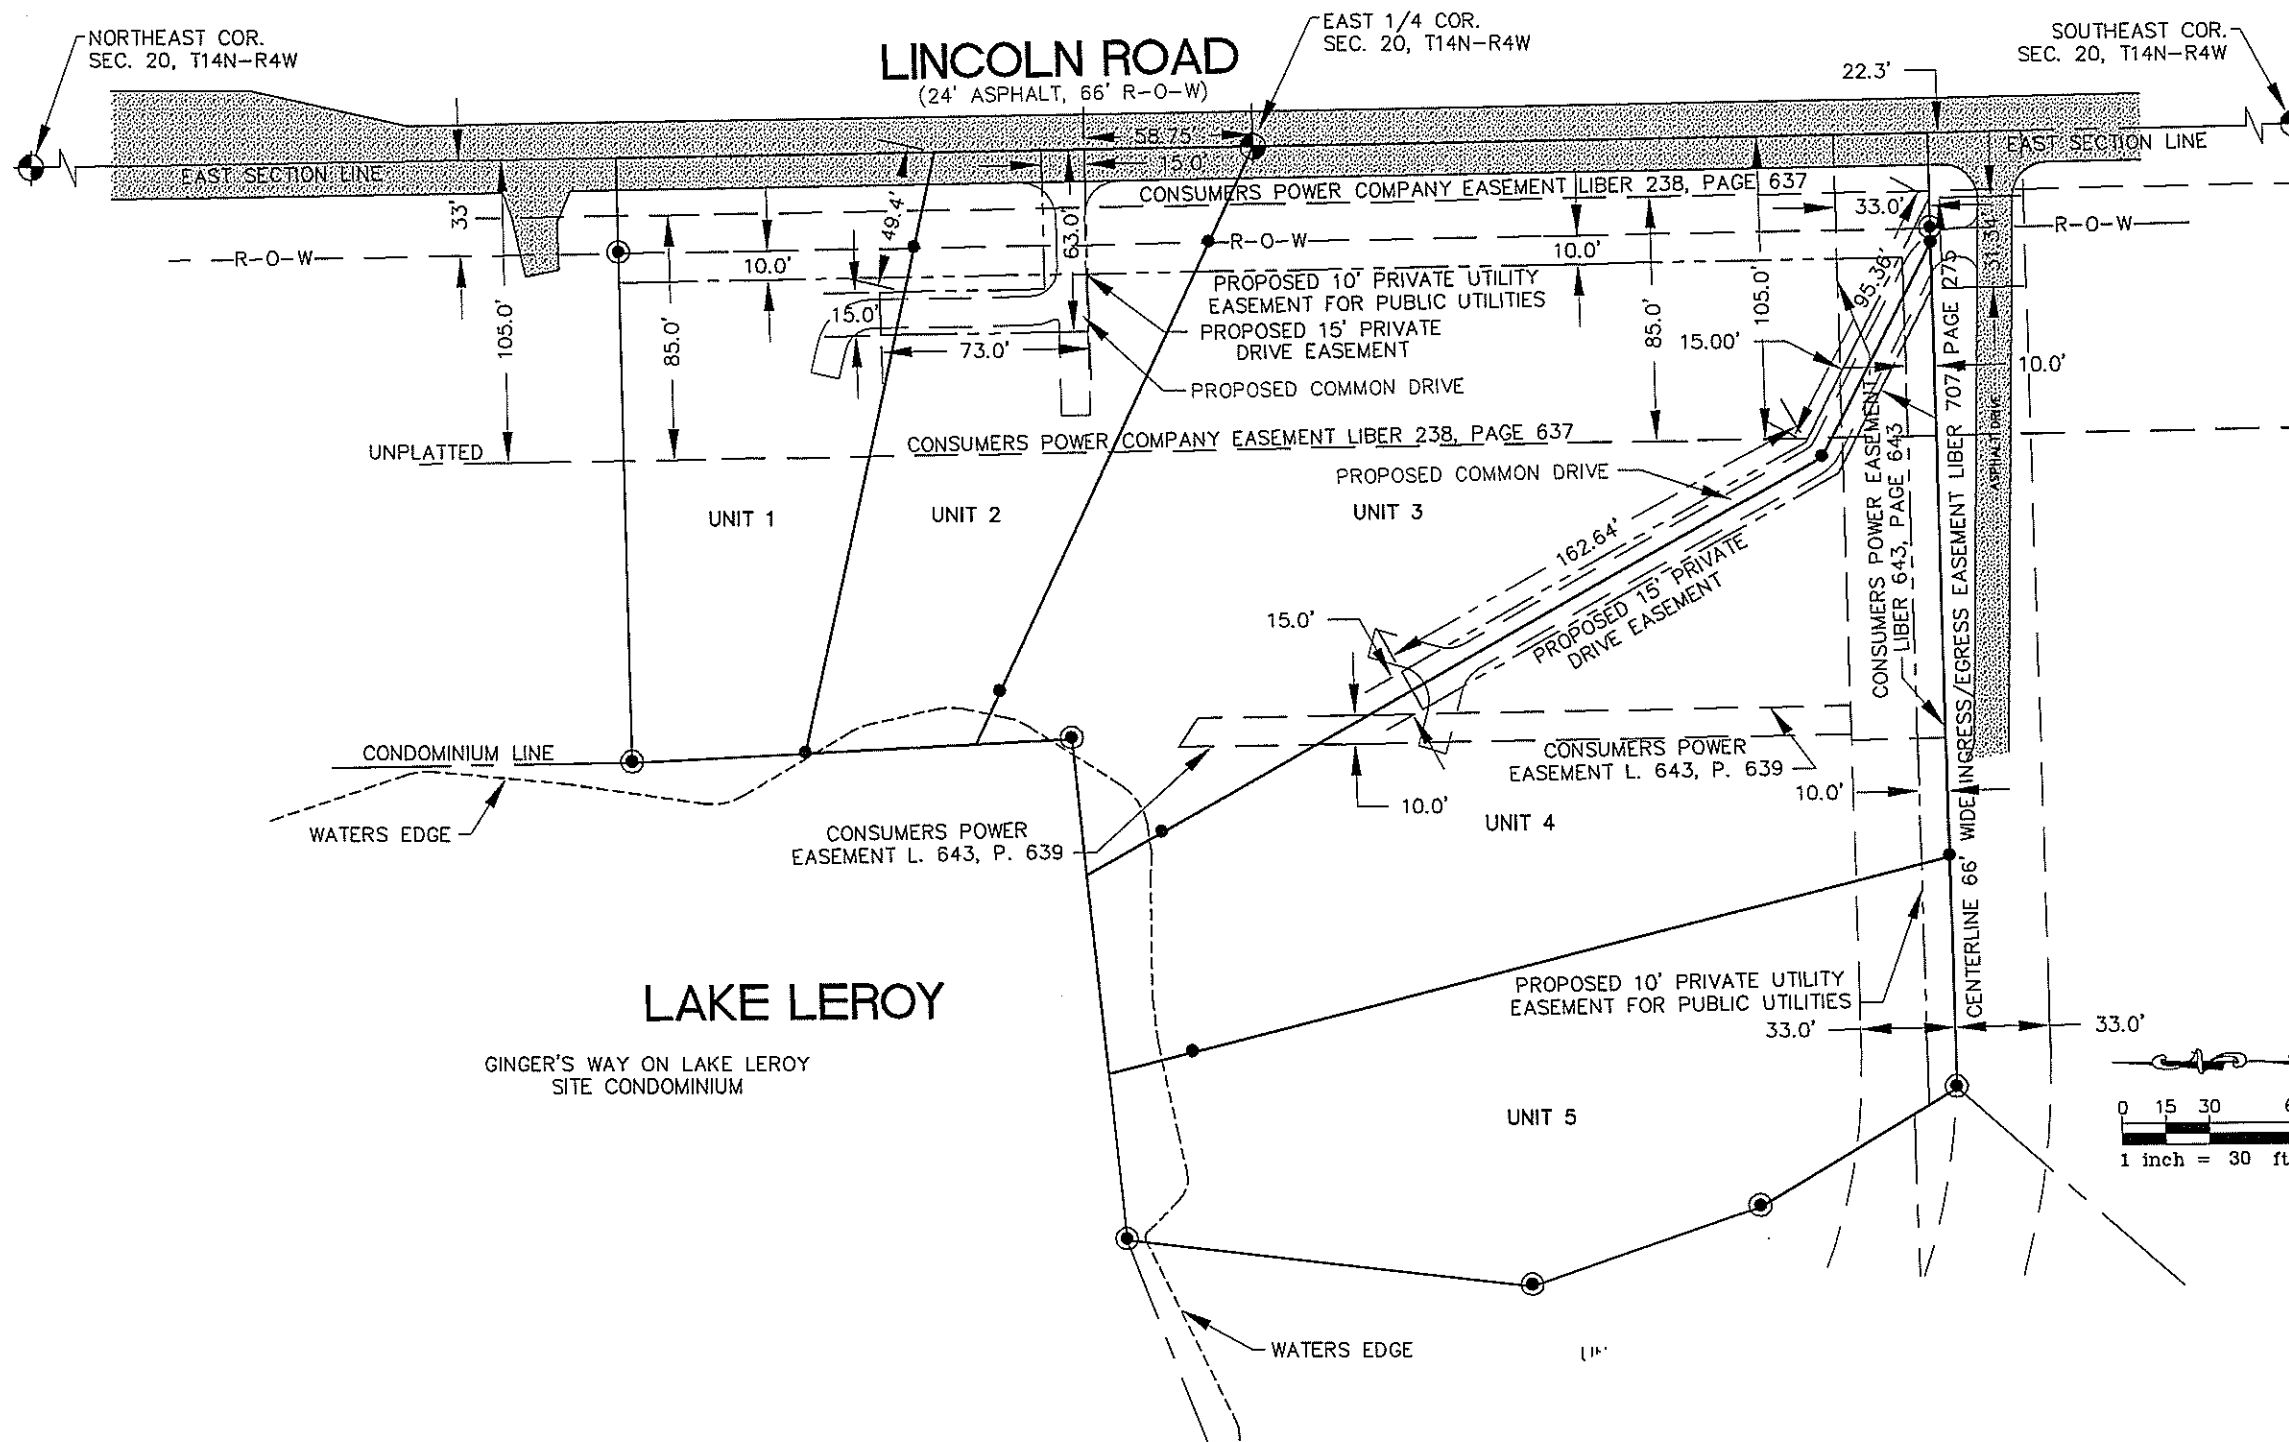 NORTHEAST COR.
SEC. 20, T14N-R4W
LINCOLN ROAD
(24' ASPHALT, 66' R-O-W)
EAST 1/4 COR.
SEC. 20, T14N-R4W
SOUTHEAST COR.
SEC. 20, T14N-R4W
22.3'
58.75'
15.0'
EAST SECTION LINE
EAST SECTION LINE
CONSUMERS POWER COMPANY EASEMENT LIBER 238, PAGE 637
33'
49.4'
63.0'
33.0'
R-O-W
R-O-W
R-O-W
10.0'
10.0'
PROPOSED 10' PRIVATE UTILITY
EASEMENT FOR PUBLIC UTILITIES
15.0'
PROPOSED 15' PRIVATE
DRIVE EASEMENT
105.0'
85.0'
73.0'
85.0'
105.0'
95.36'
15.00'
10.0'
PROPOSED COMMON DRIVE
UNPLATTED
CONSUMERS POWER COMPANY EASEMENT LIBER 238, PAGE 637
PROPOSED COMMON DRIVE
ASPHALT DRIVE
UNIT 1
UNIT 2
UNIT 3
162.64'
PROPOSED 15' PRIVATE
DRIVE EASEMENT
15.0'
CONSUMERS POWER EASEMENT
LIBER 643, PAGE 643
CENTERLINE 66' WIDE INGRESS/EGRESS EASEMENT LIBER 707 PAGE 275
CONDOMINIUM LINE
WATERS EDGE
CONSUMERS POWER
EASEMENT L. 643, P. 639
10.0'
CONSUMERS POWER
EASEMENT L. 643, P. 639
10.0'
UNIT 4
LAKE LEROY
GINGER'S WAY ON LAKE LEROY
SITE CONDOMINIUM
PROPOSED 10' PRIVATE UTILITY
EASEMENT FOR PUBLIC UTILITIES
33.0'
33.0'
UNIT 5
0 15 30
1 inch = 30 ft
WATERS EDGE